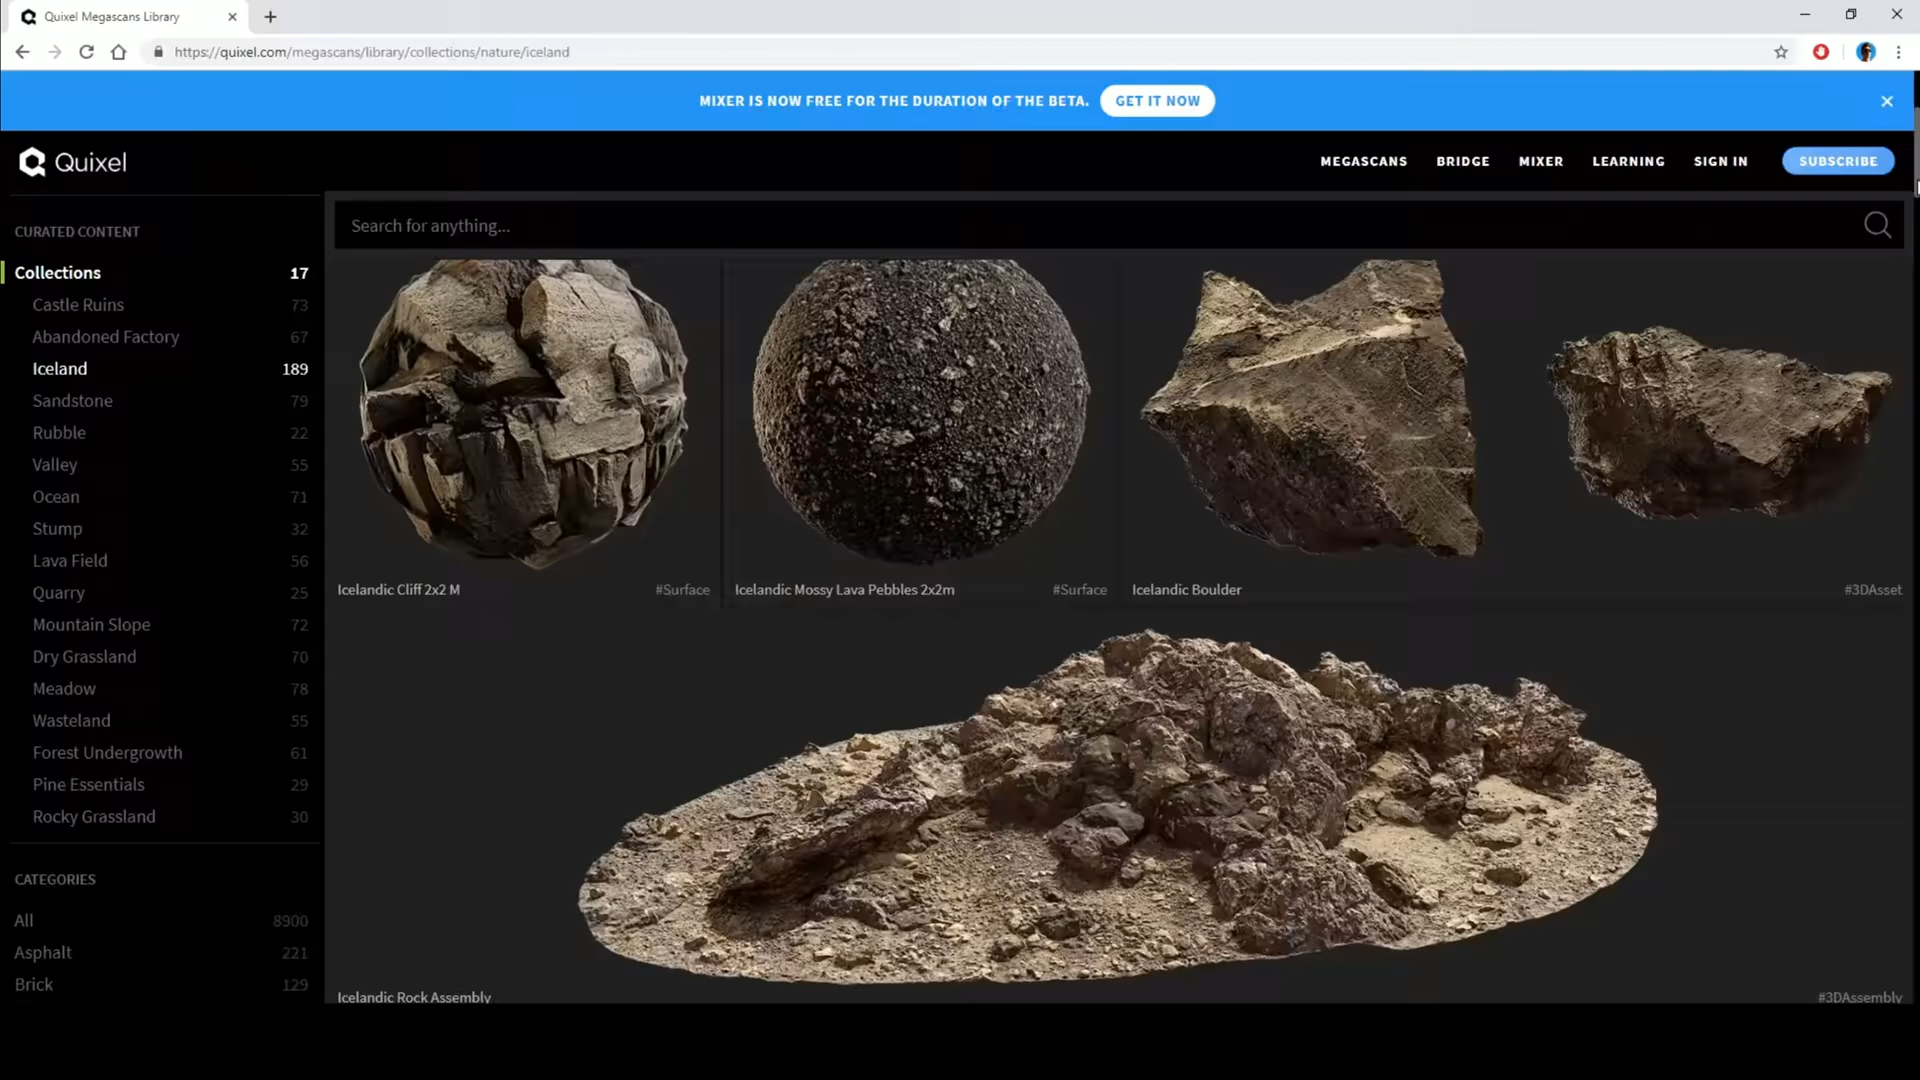 Quixel Megascans Library
https://quixel.com/megascans/library/collections/nature/iceland
MIXER IS NOW FREE FOR THE DURATION OF THE BETA. GET IT NOW
Quixel
MEGASCANS BRIDGE MIXER LEARNING SIGN IN SUBSCRIBE
Search for anything...
CURATED CONTENT
Collections 17
Castle Ruins 73
Abandoned Factory 67
Iceland 189
Sandstone 79
Rubble 22
Valley 55
Ocean 71
Stump 32
Lava Field 56
Quarry 25
Mountain Slope 72
Dry Grassland 70
Meadow 78
Wasteland 55
Forest Undergrowth 61
Pine Essentials 29
Rocky Grassland 30
CATEGORIES
All 8900
Asphalt 221
Brick 129
Icelandic Cliff 2x2 M #Surface
Icelandic Mossy Lava Pebbles 2x2m #Surface
Icelandic Boulder #3DAsset
Icelandic Rock Assembly #3DAssembly